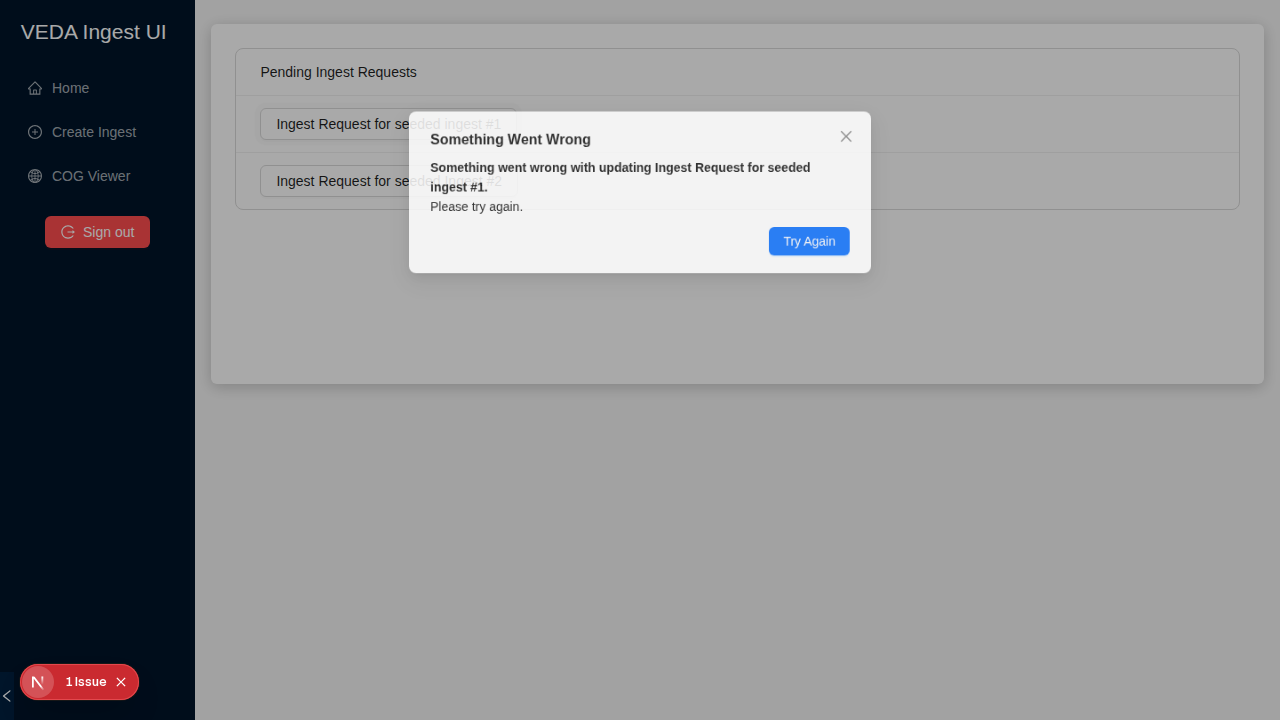 VEDA Ingest UI
Home
Create Ingest
COG Viewer
Sign out
Pending Ingest Requests
Ingest Request for seeded ingest #1
Ingest Request for seeded ingest #2
Something Went Wrong
Something went wrong with updating Ingest Request for seeded
ingest #1.
Please try again.
Try Again
N
1 Issue